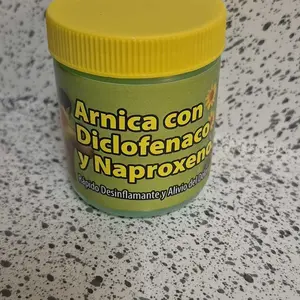 Arnica con
Diclofenaco
y Naproxeno
Rápido Desinflamante y Alivio del